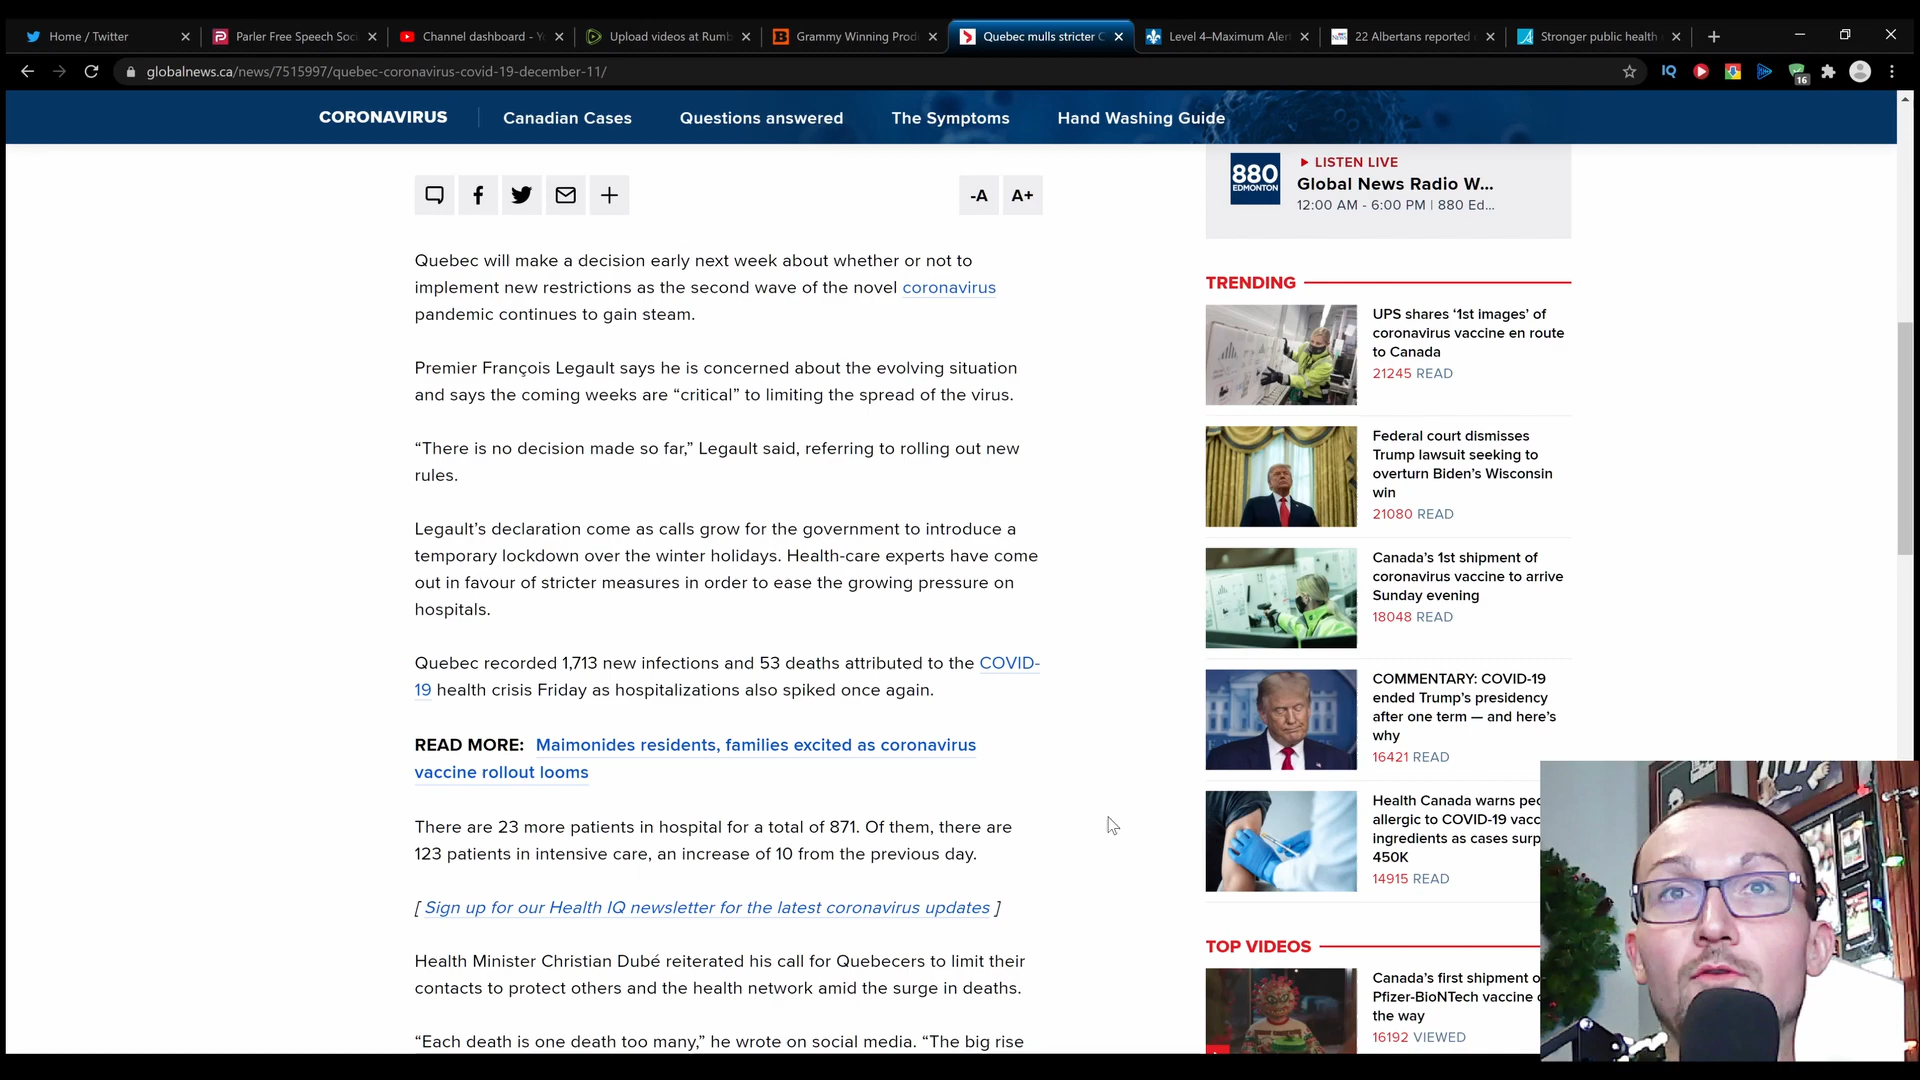 Home / Twitter
Parler Free Speech Soc
Channel dashboard - Y
Upload videos at Rumb
Grammy Winning Prod
Quebec mulls stricter C
Level 4–Maximum Aler
22 Albertans reported
Stronger public health
globalnews.ca/news/7515997/quebec-coronavirus-covid-19-december-11/
IQ
16
CORONAVIRUS
Canadian Cases
Questions answered
The Symptoms
Hand Washing Guide
-A
A+
Quebec will make a decision early next week about whether or not to
implement new restrictions as the second wave of the novel coronavirus
pandemic continues to gain steam.
Premier François Legault says he is concerned about the evolving situation
and says the coming weeks are “critical” to limiting the spread of the virus.
“There is no decision made so far,” Legault said, referring to rolling out new
rules.
Legault’s declaration come as calls grow for the government to introduce a
temporary lockdown over the winter holidays. Health-care experts have come
out in favour of stricter measures in order to ease the growing pressure on
hospitals.
Quebec recorded 1,713 new infections and 53 deaths attributed to the COVID-
19 health crisis Friday as hospitalizations also spiked once again.
READ MORE: Maimonides residents, families excited as coronavirus
vaccine rollout looms
There are 23 more patients in hospital for a total of 871. Of them, there are
123 patients in intensive care, an increase of 10 from the previous day.
[ Sign up for our Health IQ newsletter for the latest coronavirus updates ]
Health Minister Christian Dubé reiterated his call for Quebecers to limit their
contacts to protect others and the health network amid the surge in deaths.
“Each death is one death too many,” he wrote on social media. “The big rise
880
EDMONTON
LISTEN LIVE
Global News Radio W...
12:00 AM - 6:00 PM | 880 Ed...
TRENDING
UPS shares ‘1st images’ of
coronavirus vaccine en route
to Canada
21245 READ
Federal court dismisses
Trump lawsuit seeking to
overturn Biden’s Wisconsin
win
21080 READ
Canada’s 1st shipment of
coronavirus vaccine to arrive
Sunday evening
18048 READ
COMMENTARY: COVID-19
ended Trump’s presidency
after one term — and here’s
why
16421 READ
Health Canada warns peo
allergic to COVID-19 vacc
ingredients as cases surp
450K
14915 READ
TOP VIDEOS
Canada’s first shipment o
Pfizer-BioNTech vaccine
the way
16192 VIEWED